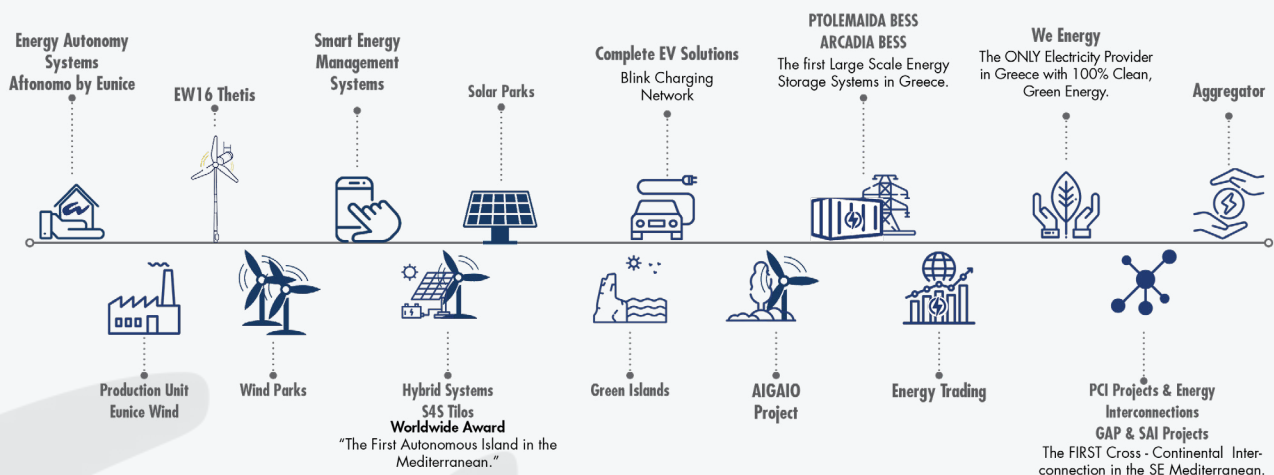 Energy Autonomy
Systems
Aftonomo by Eunice
EW16 Thetis
Smart Energy
Management
Systems
Solar Parks
Complete EV Solutions
Blink Charging
Network
PTOLEMAIDA BESS
ARCADIA BESS
The first Large Scale Energy
Storage Systems in Greece.
We Energy
The ONLY Electricity Provider
in Greece with 100% Clean,
Green Energy.
Aggregator
Production Unit
Eunice Wind
Wind Parks
Hybrid Systems
S4S Tilos
Worldwide Award
“The First Autonomous Island in the
Mediterranean.”
Green Islands
AIGAIO
Project
Energy Trading
PCI Projects & Energy
Interconnections
GAP & SAI Projects
The FIRST Cross - Continental Inter-
connection in the SE Mediterranean.